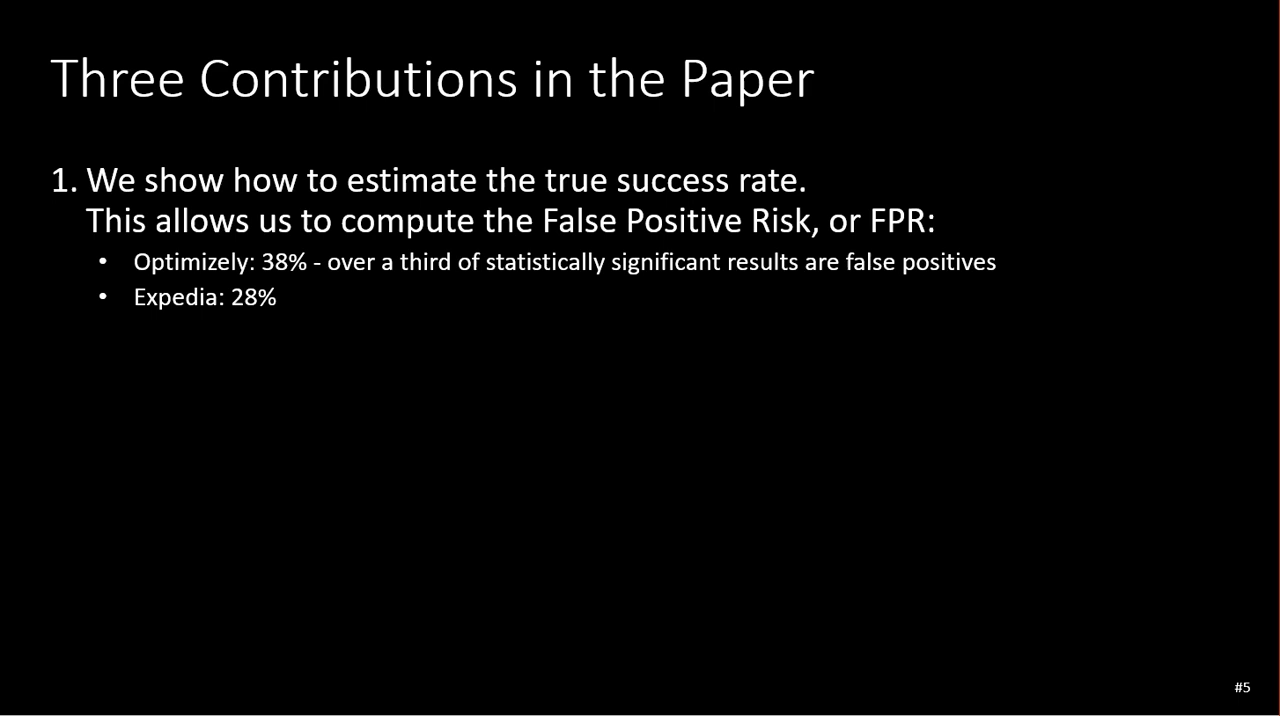 Three Contributions in the Paper
1. We show how to estimate the true success rate.
This allows us to compute the False Positive Risk, or FPR:
• Optimizely: 38% - over a third of statistically significant results are false positives
• Expedia: 28%
#5